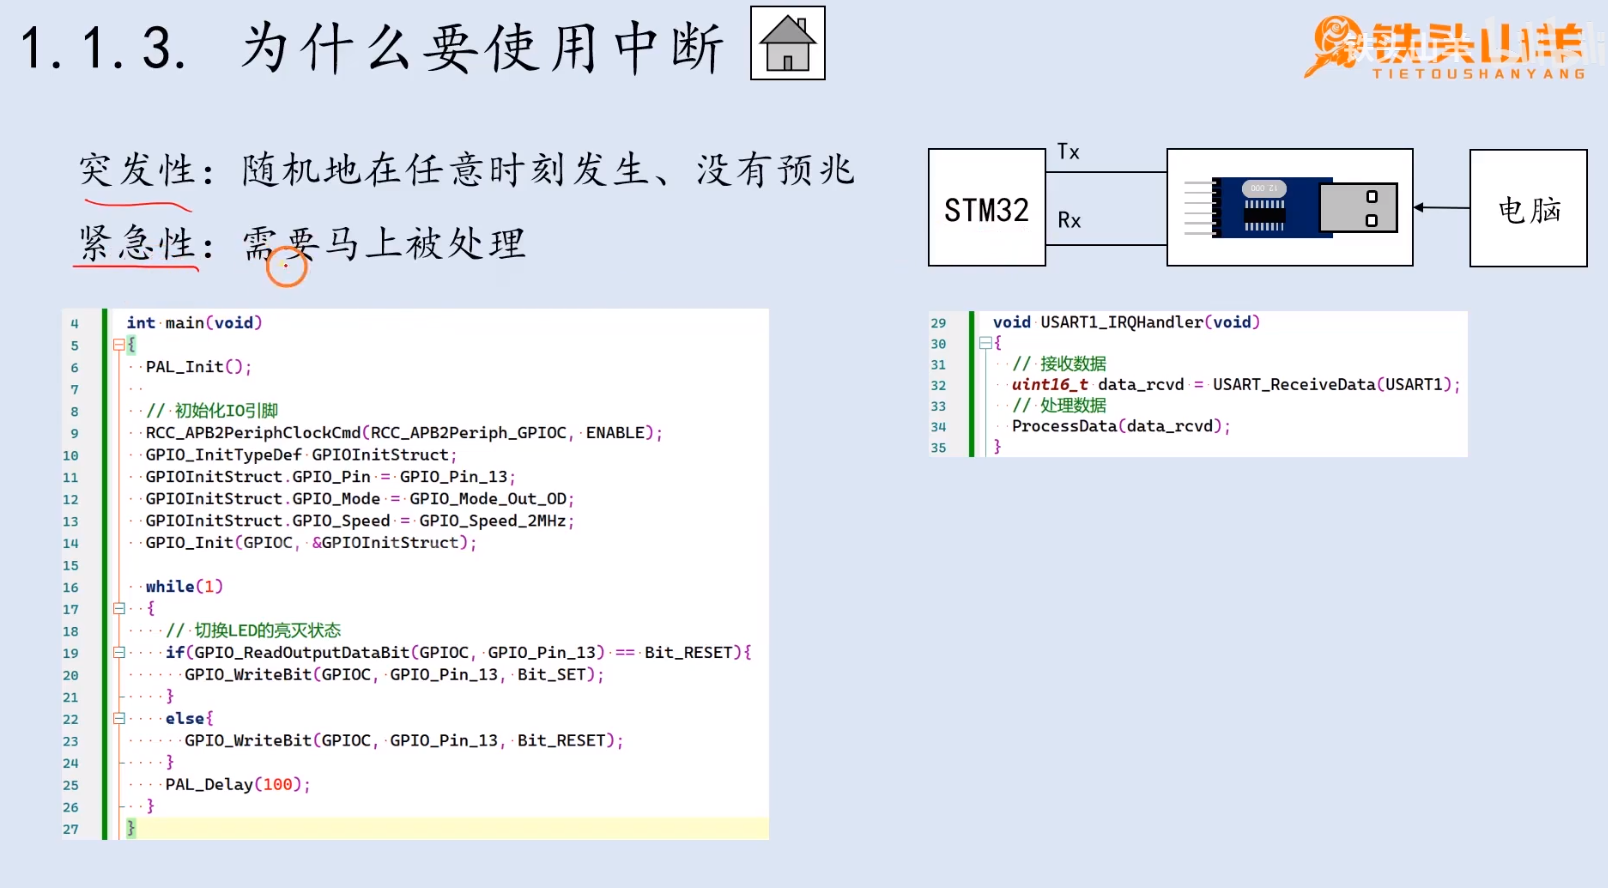 1.1.3. 为什么要使用中断
铁头山羊
TIETOUSHANYANG
突发性：随机地在任意时刻发生、没有预兆
紧急性：需要马上被处理
STM32
Tx
Rx
电脑
4 int main(void)
5 {
6 PAL_Init();
7
8 // 初始化IO引脚
9 RCC_APB2PeriphClockCmd(RCC_APB2Periph_GPIOC, ENABLE);
10 GPIO_InitTypeDef GPIOInitStruct;
11 GPIOInitStruct.GPIO_Pin = GPIO_Pin_13;
12 GPIOInitStruct.GPIO_Mode = GPIO_Mode_Out_OD;
13 GPIOInitStruct.GPIO_Speed = GPIO_Speed_2MHz;
14 GPIO_Init(GPIOC, &GPIOInitStruct);
15
16 while(1)
17 {
18 // 切换LED的亮灭状态
19 if(GPIO_ReadOutputDataBit(GPIOC, GPIO_Pin_13) == Bit_RESET){
20 GPIO_WriteBit(GPIOC, GPIO_Pin_13, Bit_SET);
21 }
22 else{
23 GPIO_WriteBit(GPIOC, GPIO_Pin_13, Bit_RESET);
24 }
25 PAL_Delay(100);
26 }
27 }
29 void USART1_IRQHandler(void)
30 {
31 // 接收数据
32 uint16_t data_rcvd = USART_ReceiveData(USART1);
33 // 处理数据
34 ProcessData(data_rcvd);
35 }